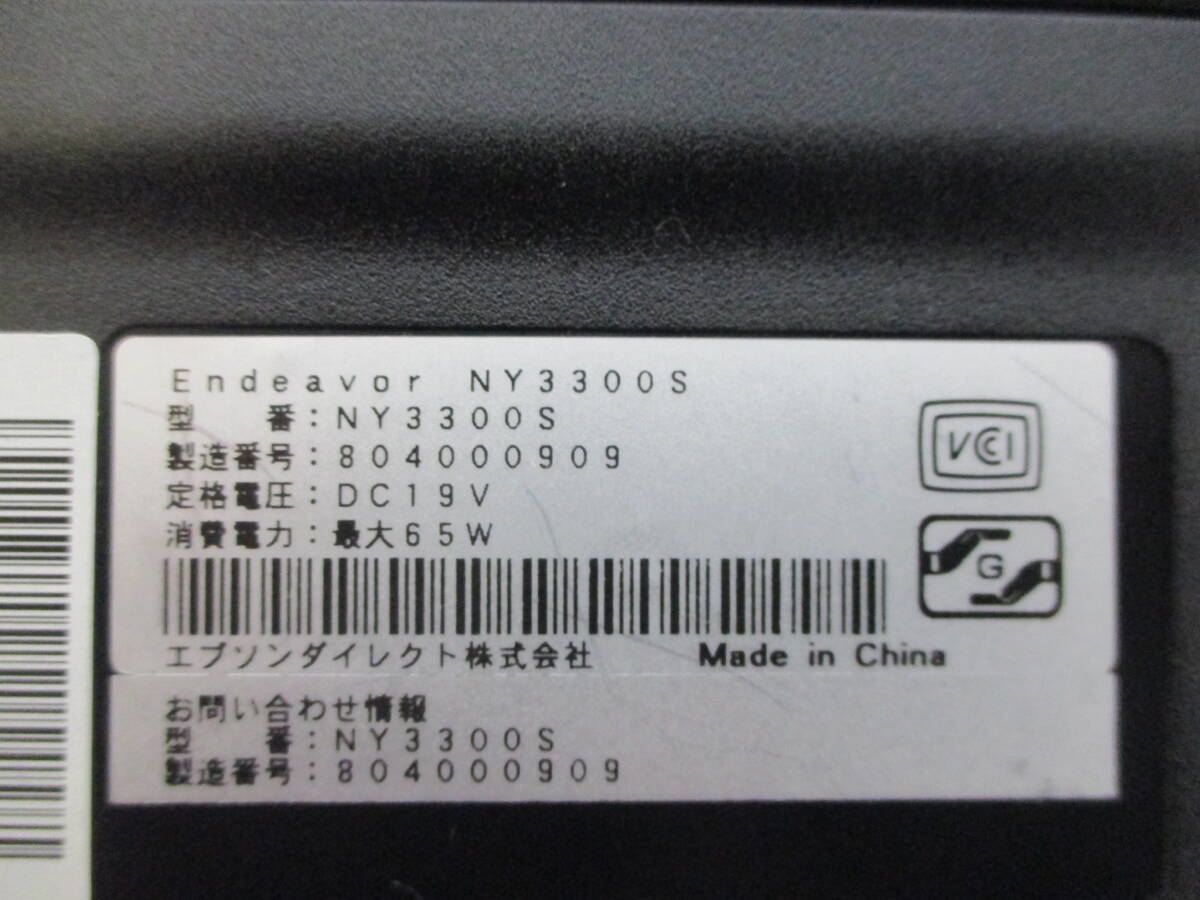 Endeavor NY3300S
型　番：NY3300S
製造番号：804000909
定格電圧：DC19V
消費電力：最大65W
VCCI
G
エプソンダイレクト株式会社 Made in China
お問い合わせ情報
型　番：NY3300S
製造番号：804000909